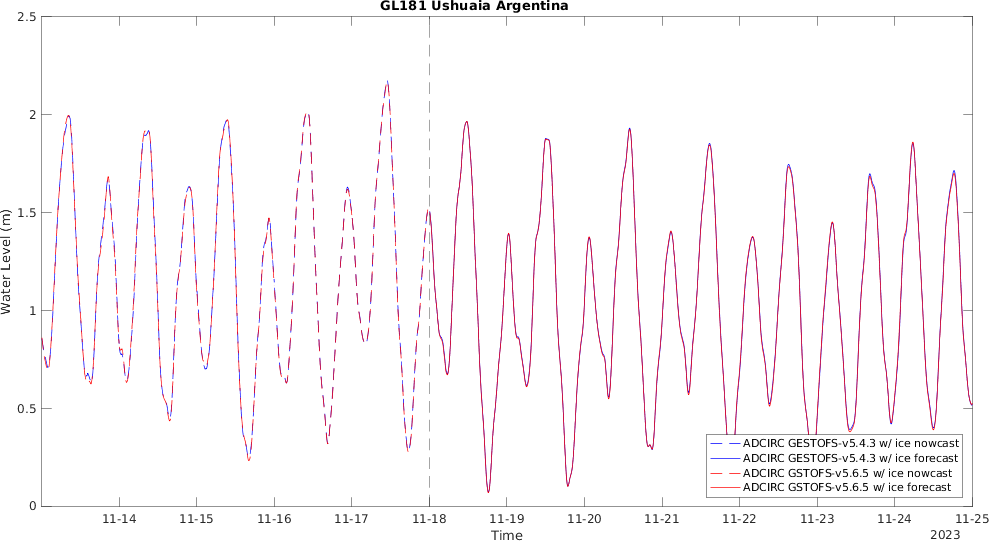 GL181 Ushuaia Argentina
2.5
2
1.5
1
0.5
0
Water Level (m)
11-14 11-15 11-16 11-17 11-18 11-19 11-20 11-21 11-22 11-23 11-24 11-25
Time
2023
ADCIRC GESTOFS-v5.4.3 w/ ice nowcast
ADCIRC GESTOFS-v5.4.3 w/ ice forecast
ADCIRC GSTOFS-v5.6.5 w/ ice nowcast
ADCIRC GSTOFS-v5.6.5 w/ ice forecast